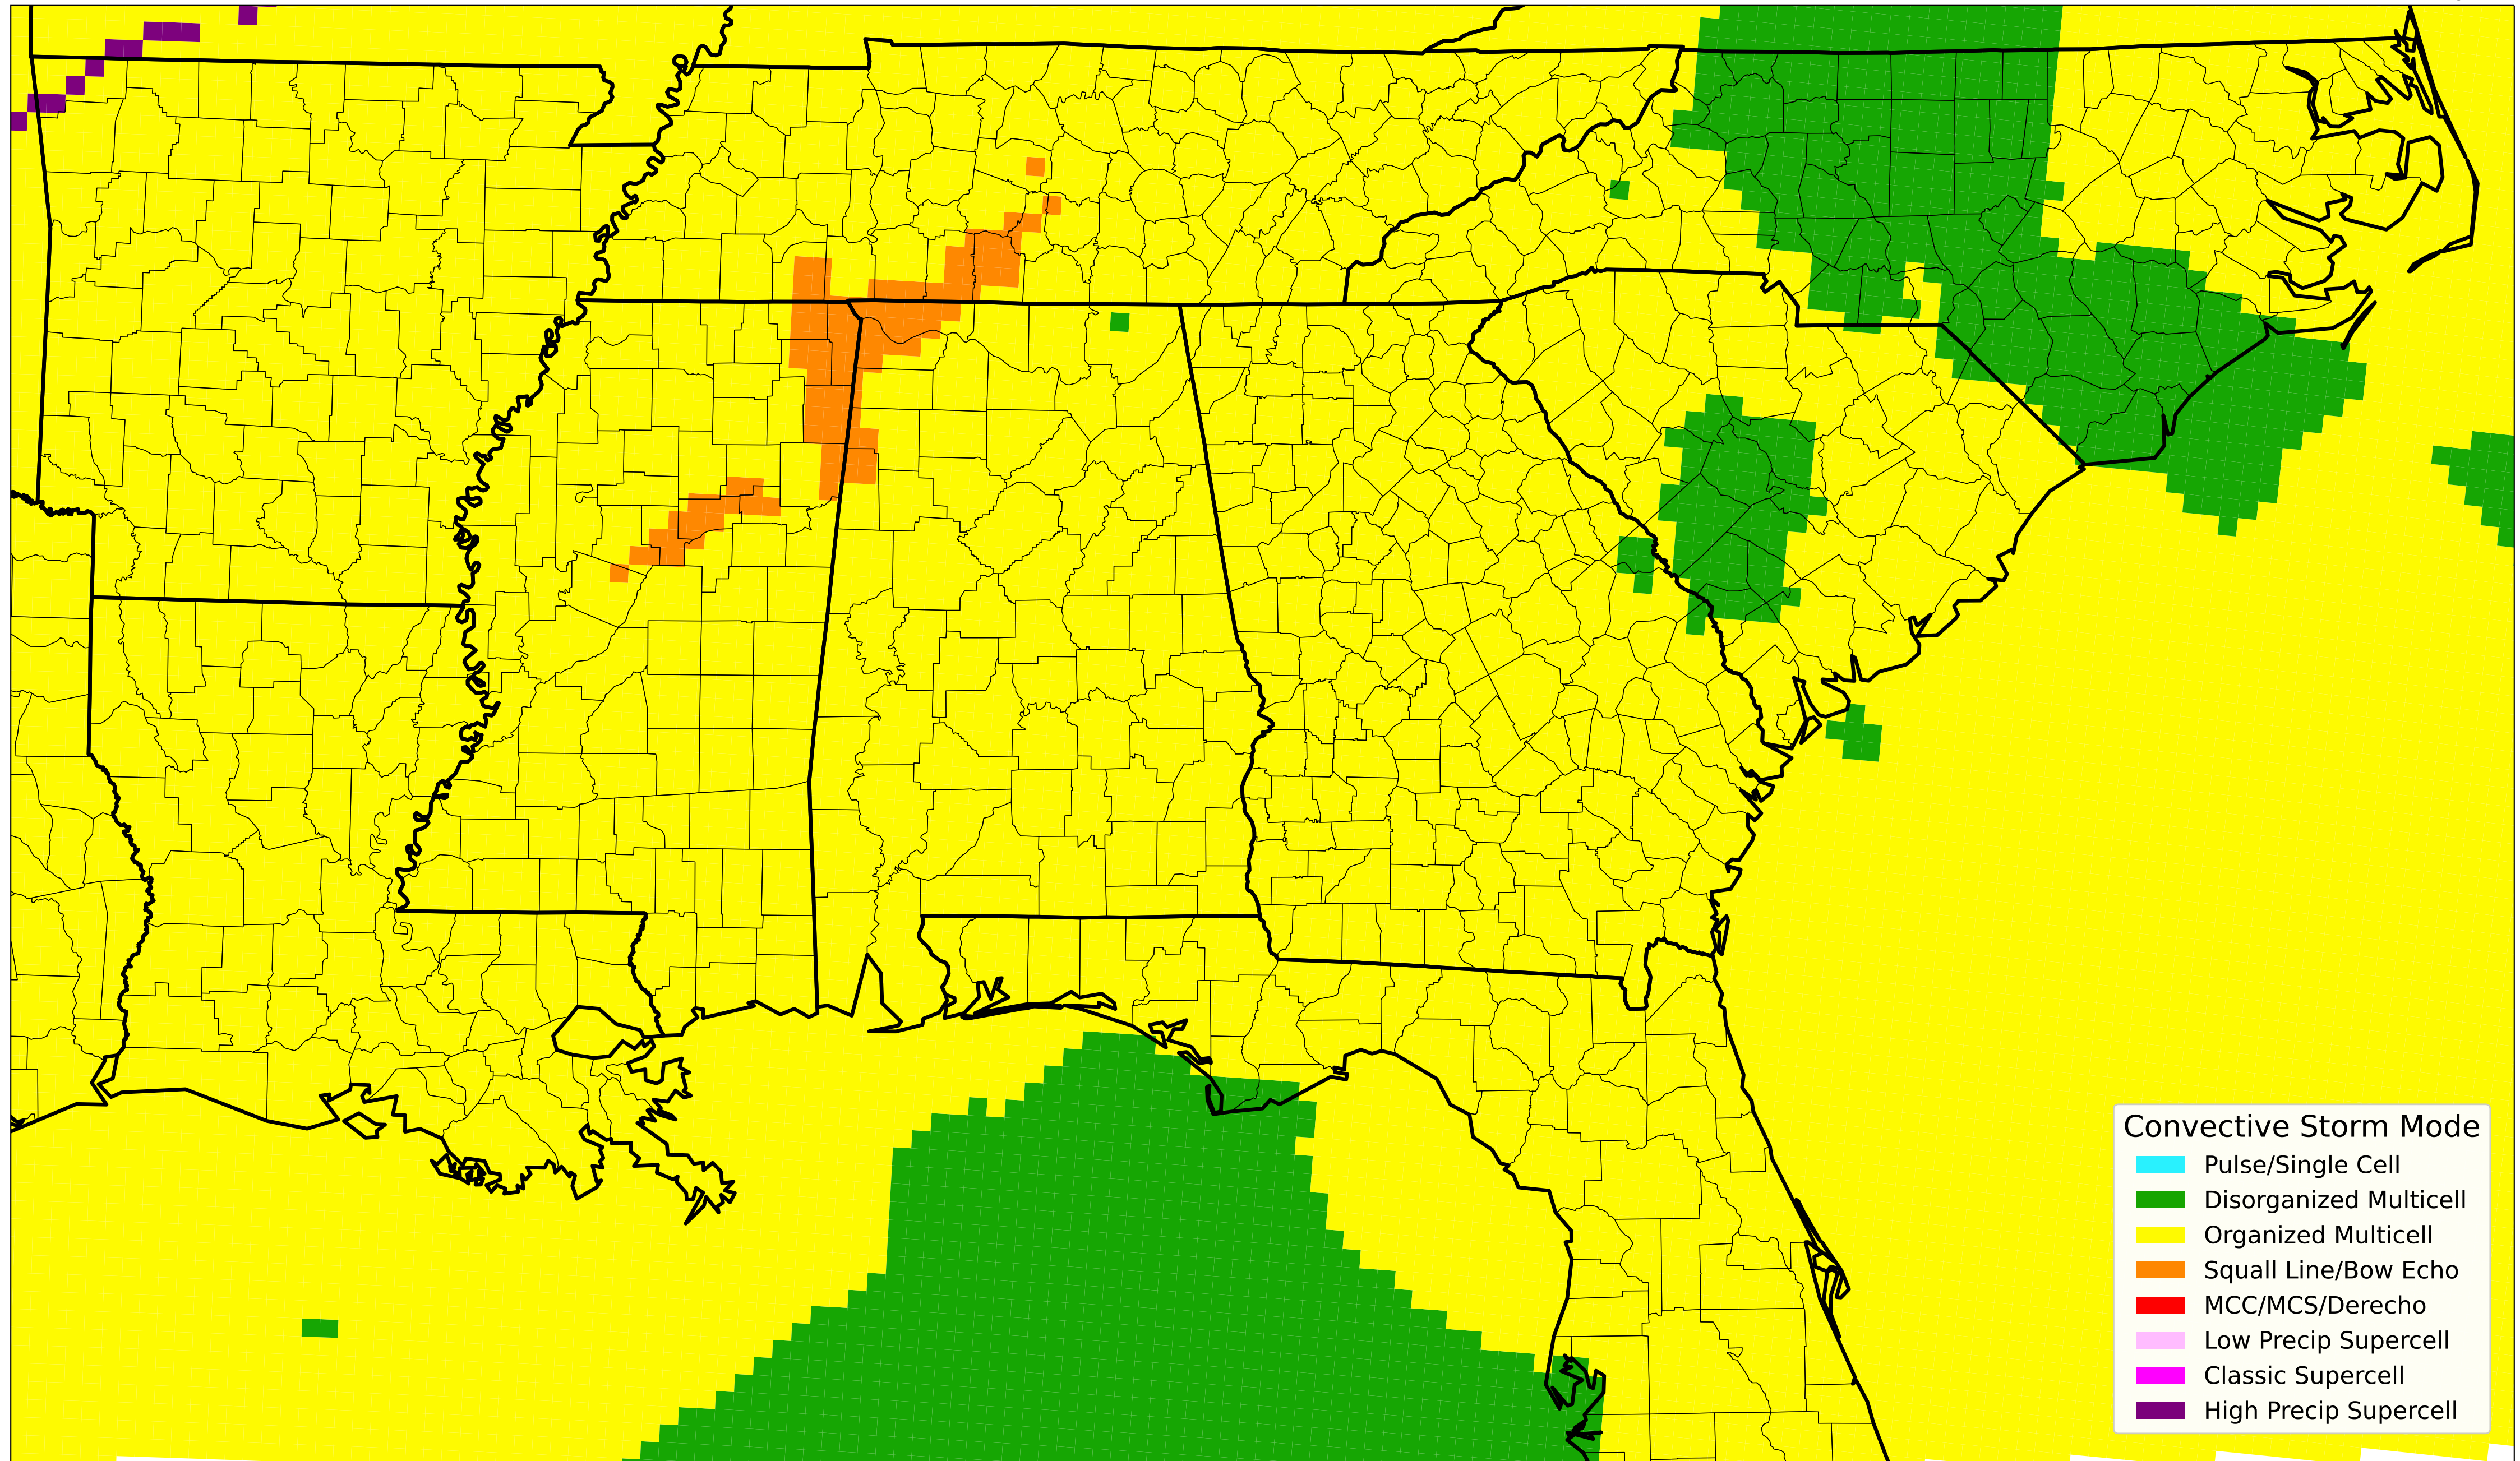 Convective Storm Mode
Pulse/Single Cell
Disorganized Multicell
Organized Multicell
Squall Line/Bow Echo
MCC/MCS/Derecho
Low Precip Supercell
Classic Supercell
High Precip Supercell